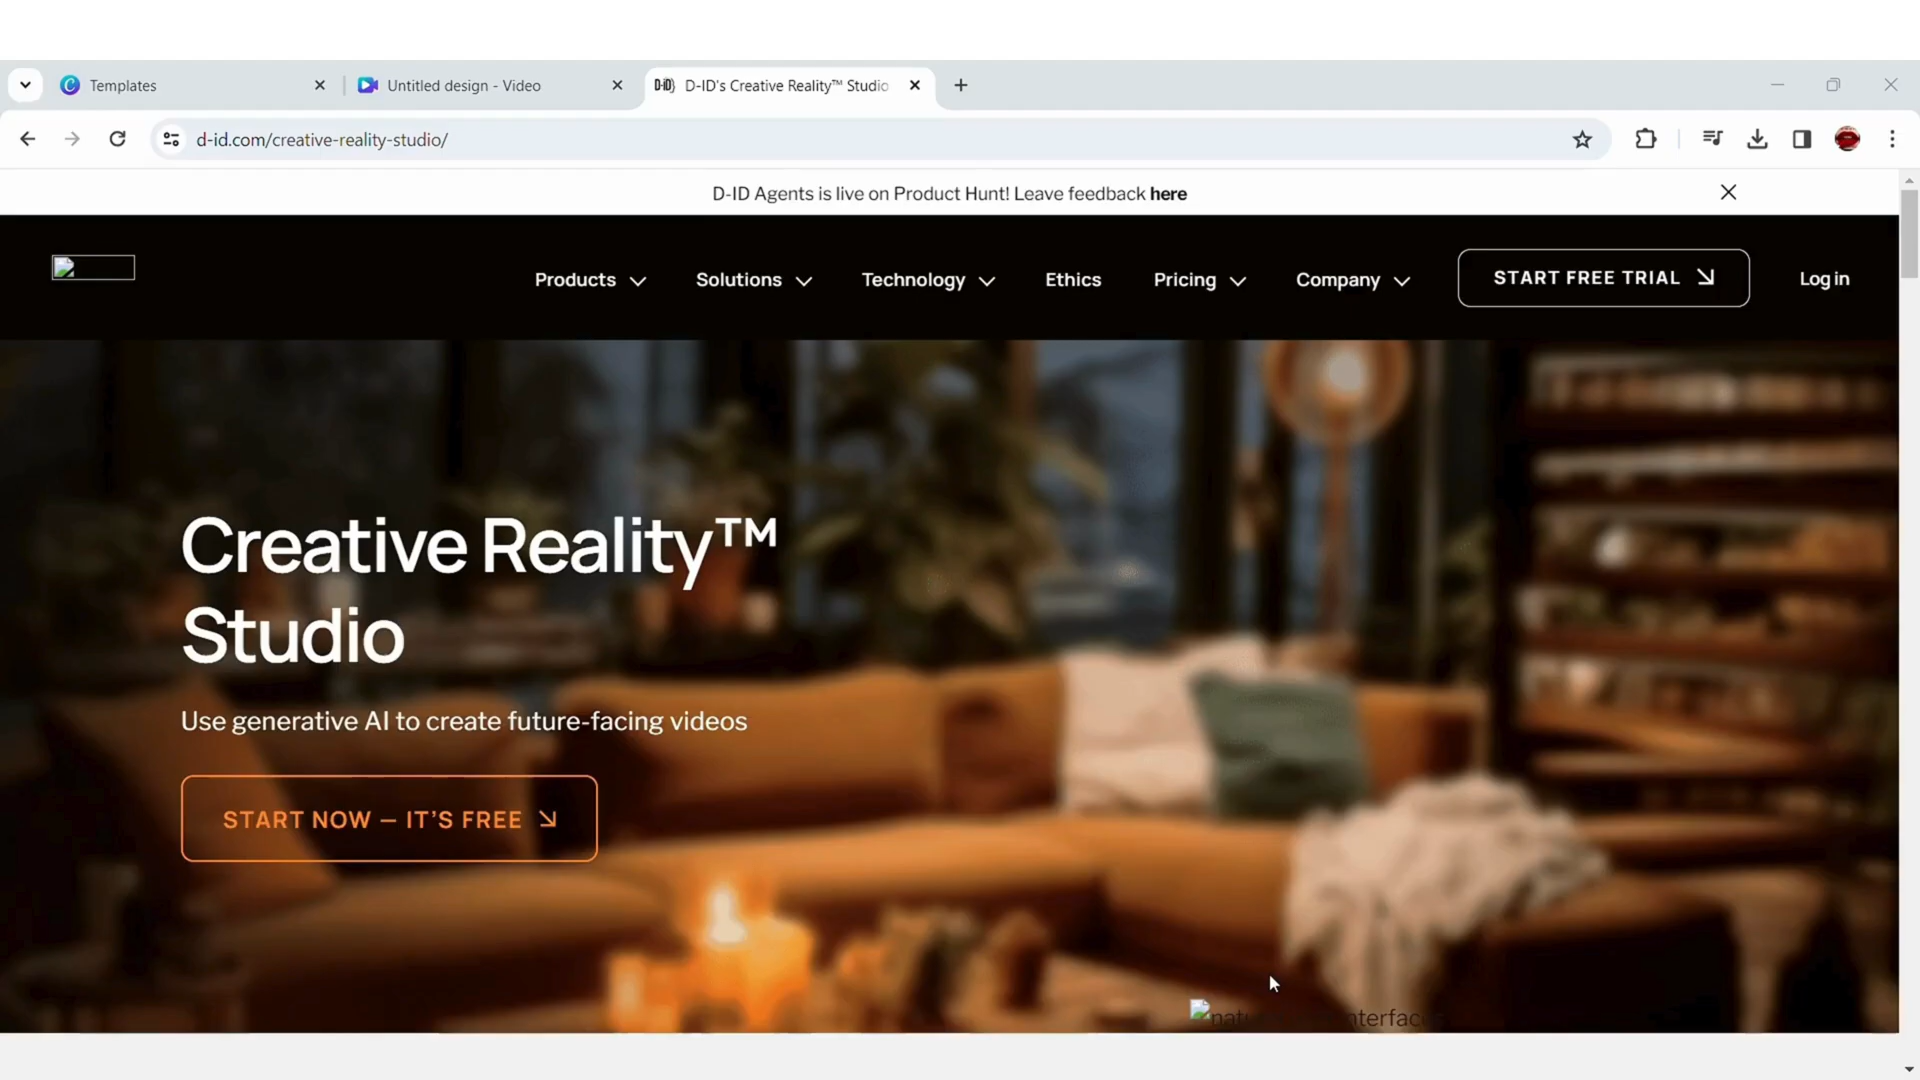 Templates
Untitled design - Video
D-ID D-ID's Creative Reality™ Studio
d-id.com/creative-reality-studio/
D-ID Agents is live on Product Hunt! Leave feedback here
Products Solutions Technology Ethics Pricing Company START FREE TRIAL Log in
Creative Reality™
Studio
Use generative AI to create future-facing videos
START NOW – IT'S FREE